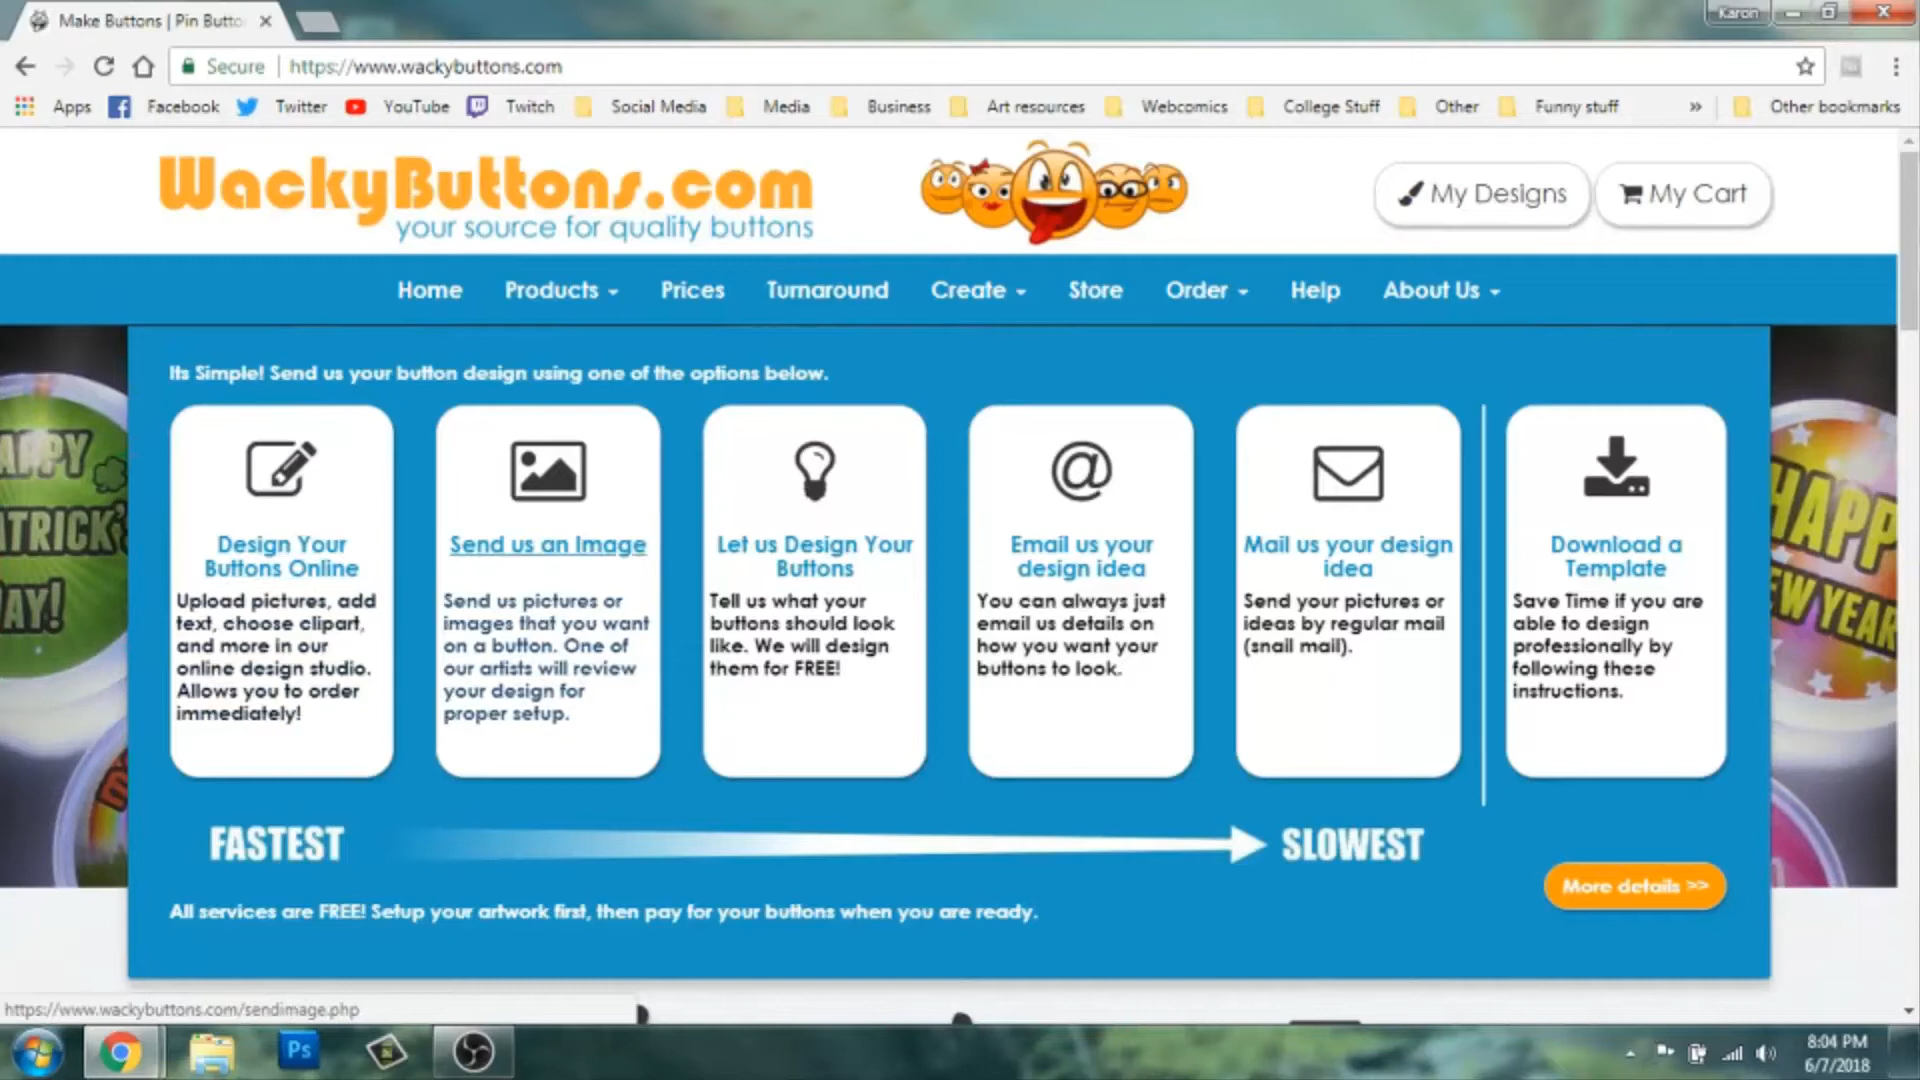 Make Buttons | Pin Butto
Karon
Secure https://www.wackybuttons.com
Apps Facebook Twitter YouTube Twitch Social Media Media Business Art resources Webcomics College Stuff Other Funny stuff » Other bookmarks
WackyButtons.com
your source for quality buttons
My Designs My Cart
Home Products Prices Turnaround Create Store Order Help About Us
Its Simple! Send us your button design using one of the options below.
Design Your
Buttons Online
Upload pictures, add
text, choose clipart,
and more in our
online design studio.
Allows you to order
immediately!
Send us an Image
Send us pictures or
images that you want
on a button. One of
our artists will review
your design for
proper setup.
Let us Design Your
Buttons
Tell us what your
buttons should look
like. We will design
them for FREE!
@
Email us your
design idea
You can always just
email us details on
how you want your
buttons to look.
Mail us your design
idea
Send your pictures or
ideas by regular mail
(snail mail).
Download a
Template
Save Time if you are
able to design
professionally by
following these
instructions.
APPY
ATRICK'
AY!
HAPP
EW YEAR
FASTEST SLOWEST
More details >>
All services are FREE! Setup your artwork first, then pay for your buttons when you are ready.
https://www.wackybuttons.com/sendimage.php
Ps
8:04 PM
6/7/2018